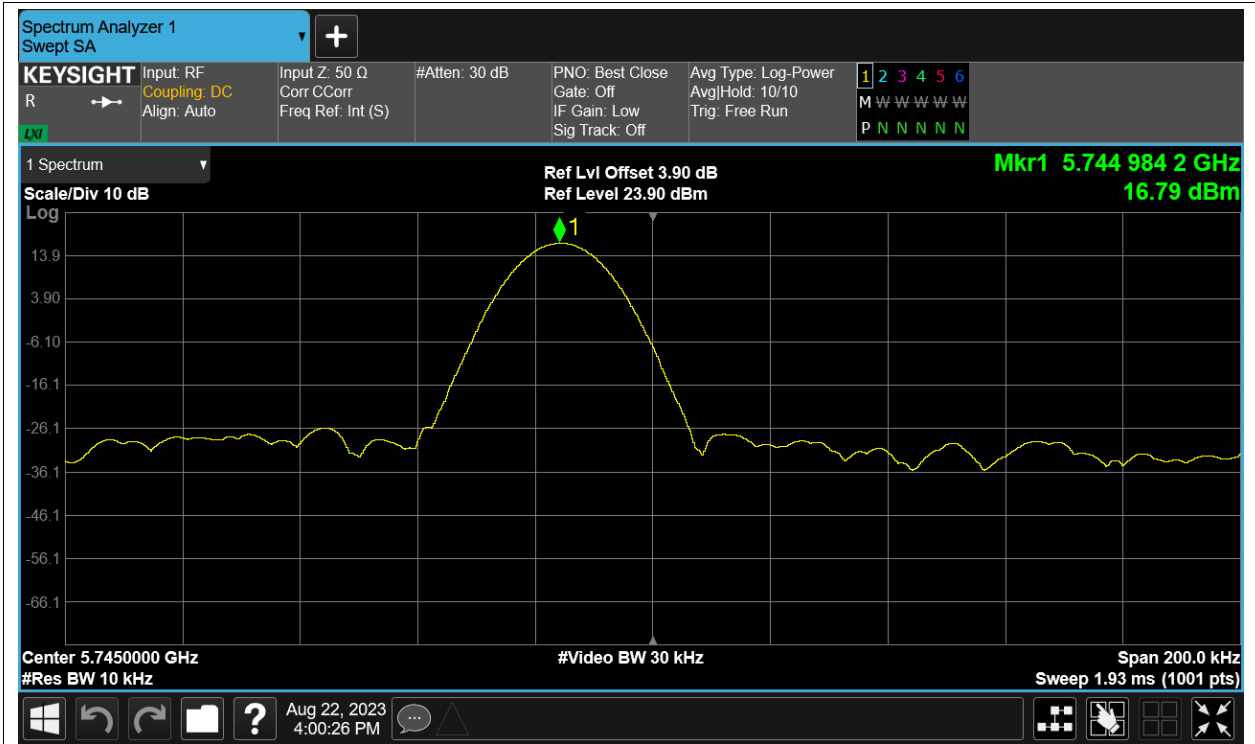 Spectrum Analyzer 1
Swept SA
KEYSIGHT
R
LXI
Input: RF
Coupling: DC
Align: Auto
Input Z: 50 Ω
Corr CCorr
Freq Ref: Int (S)
#Atten: 30 dB
PNO: Best Close
Gate: Off
IF Gain: Low
Sig Track: Off
Avg Type: Log-Power
Avg|Hold: 10/10
Trig: Free Run
1 2 3 4 5 6
M W W W W W
P N N N N N
1 Spectrum
Scale/Div 10 dB
Log
Ref Lvl Offset 3.90 dB
Ref Level 23.90 dBm
Mkr1 5.744 984 2 GHz
16.79 dBm
1
13.9
3.90
-6.10
-16.1
-26.1
-36.1
-46.1
-56.1
-66.1
Center 5.7450000 GHz
#Res BW 10 kHz
#Video BW 30 kHz
Span 200.0 kHz
Sweep 1.93 ms (1001 pts)
?
Aug 22, 2023
4:00:26 PM